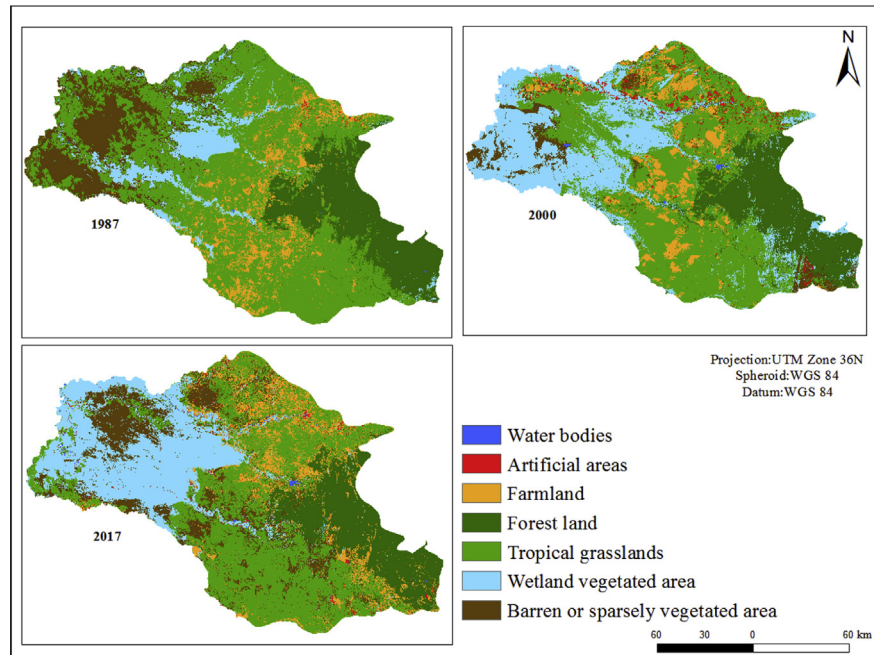 N
1987
2000
2017
Projection:UTM Zone 36N
Spheroid:WGS 84
Datum:WGS 84
Water bodies
Artificial areas
Farmland
Forest land
Tropical grasslands
Wetland vegetated area
Barren or sparsely vegetated area
60 30 0 60 km